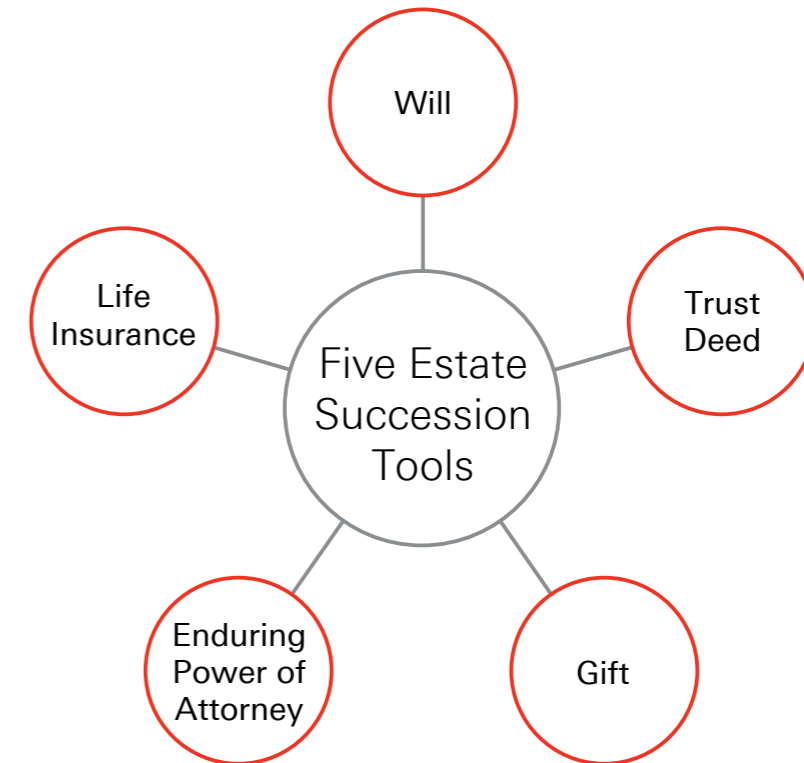 Will
Life
Insurance
Trust
Deed
Five Estate
Succession
Tools
Enduring
Power of
Attorney
Gift